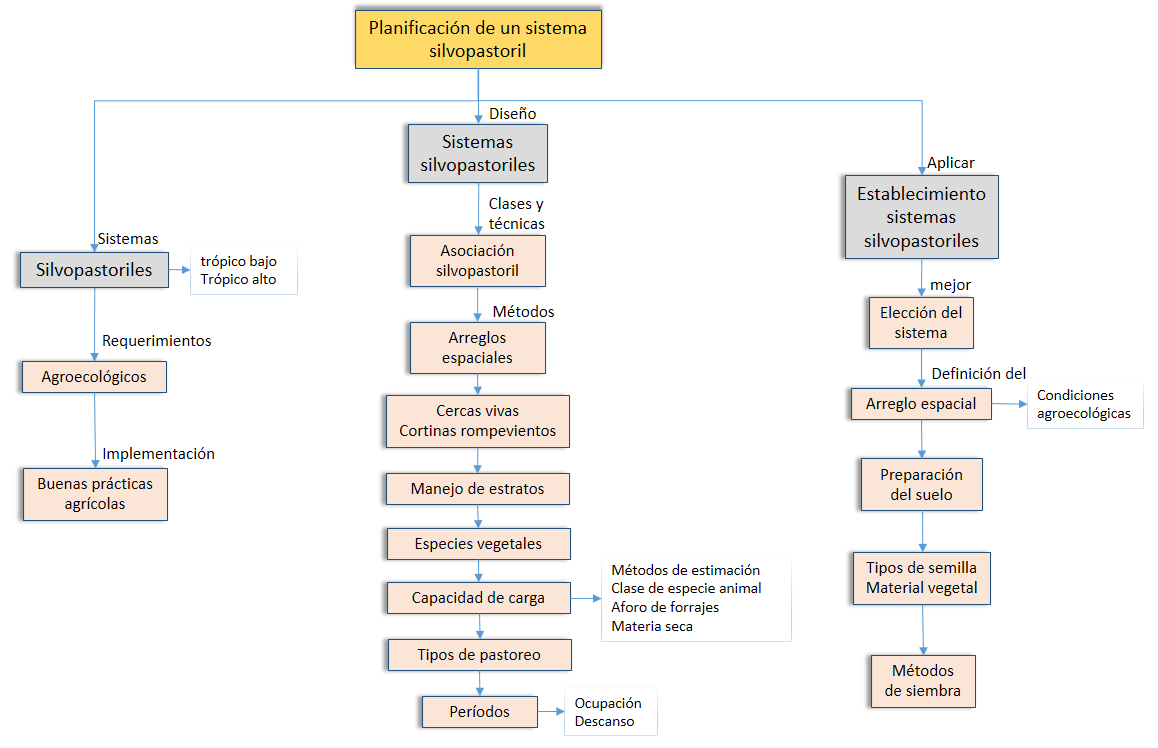 Planificación de un sistema
silvopastoril
Sistemas
Silvopastoriles
trópico bajo
Trópico alto
Requerimientos
Agroecológicos
Implementación
Buenas prácticas
agrícolas
Diseño
Sistemas
silvopastoriles
Clases y
técnicas
Asociación
silvopastoril
Métodos
Arreglos
espaciales
Cercas vivas
Cortinas rompevientos
Manejo de estratos
Especies vegetales
Capacidad de carga
Métodos de estimación
Clase de especie animal
Aforo de forrajes
Materia seca
Tipos de pastoreo
Períodos
Ocupación
Descanso
Aplicar
Establecimiento
sistemas
silvopastoriles
mejor
Elección del
sistema
Definición del
Arreglo espacial
Condiciones
agroecológicas
Preparación
del suelo
Tipos de semilla
Material vegetal
Métodos
de siembra